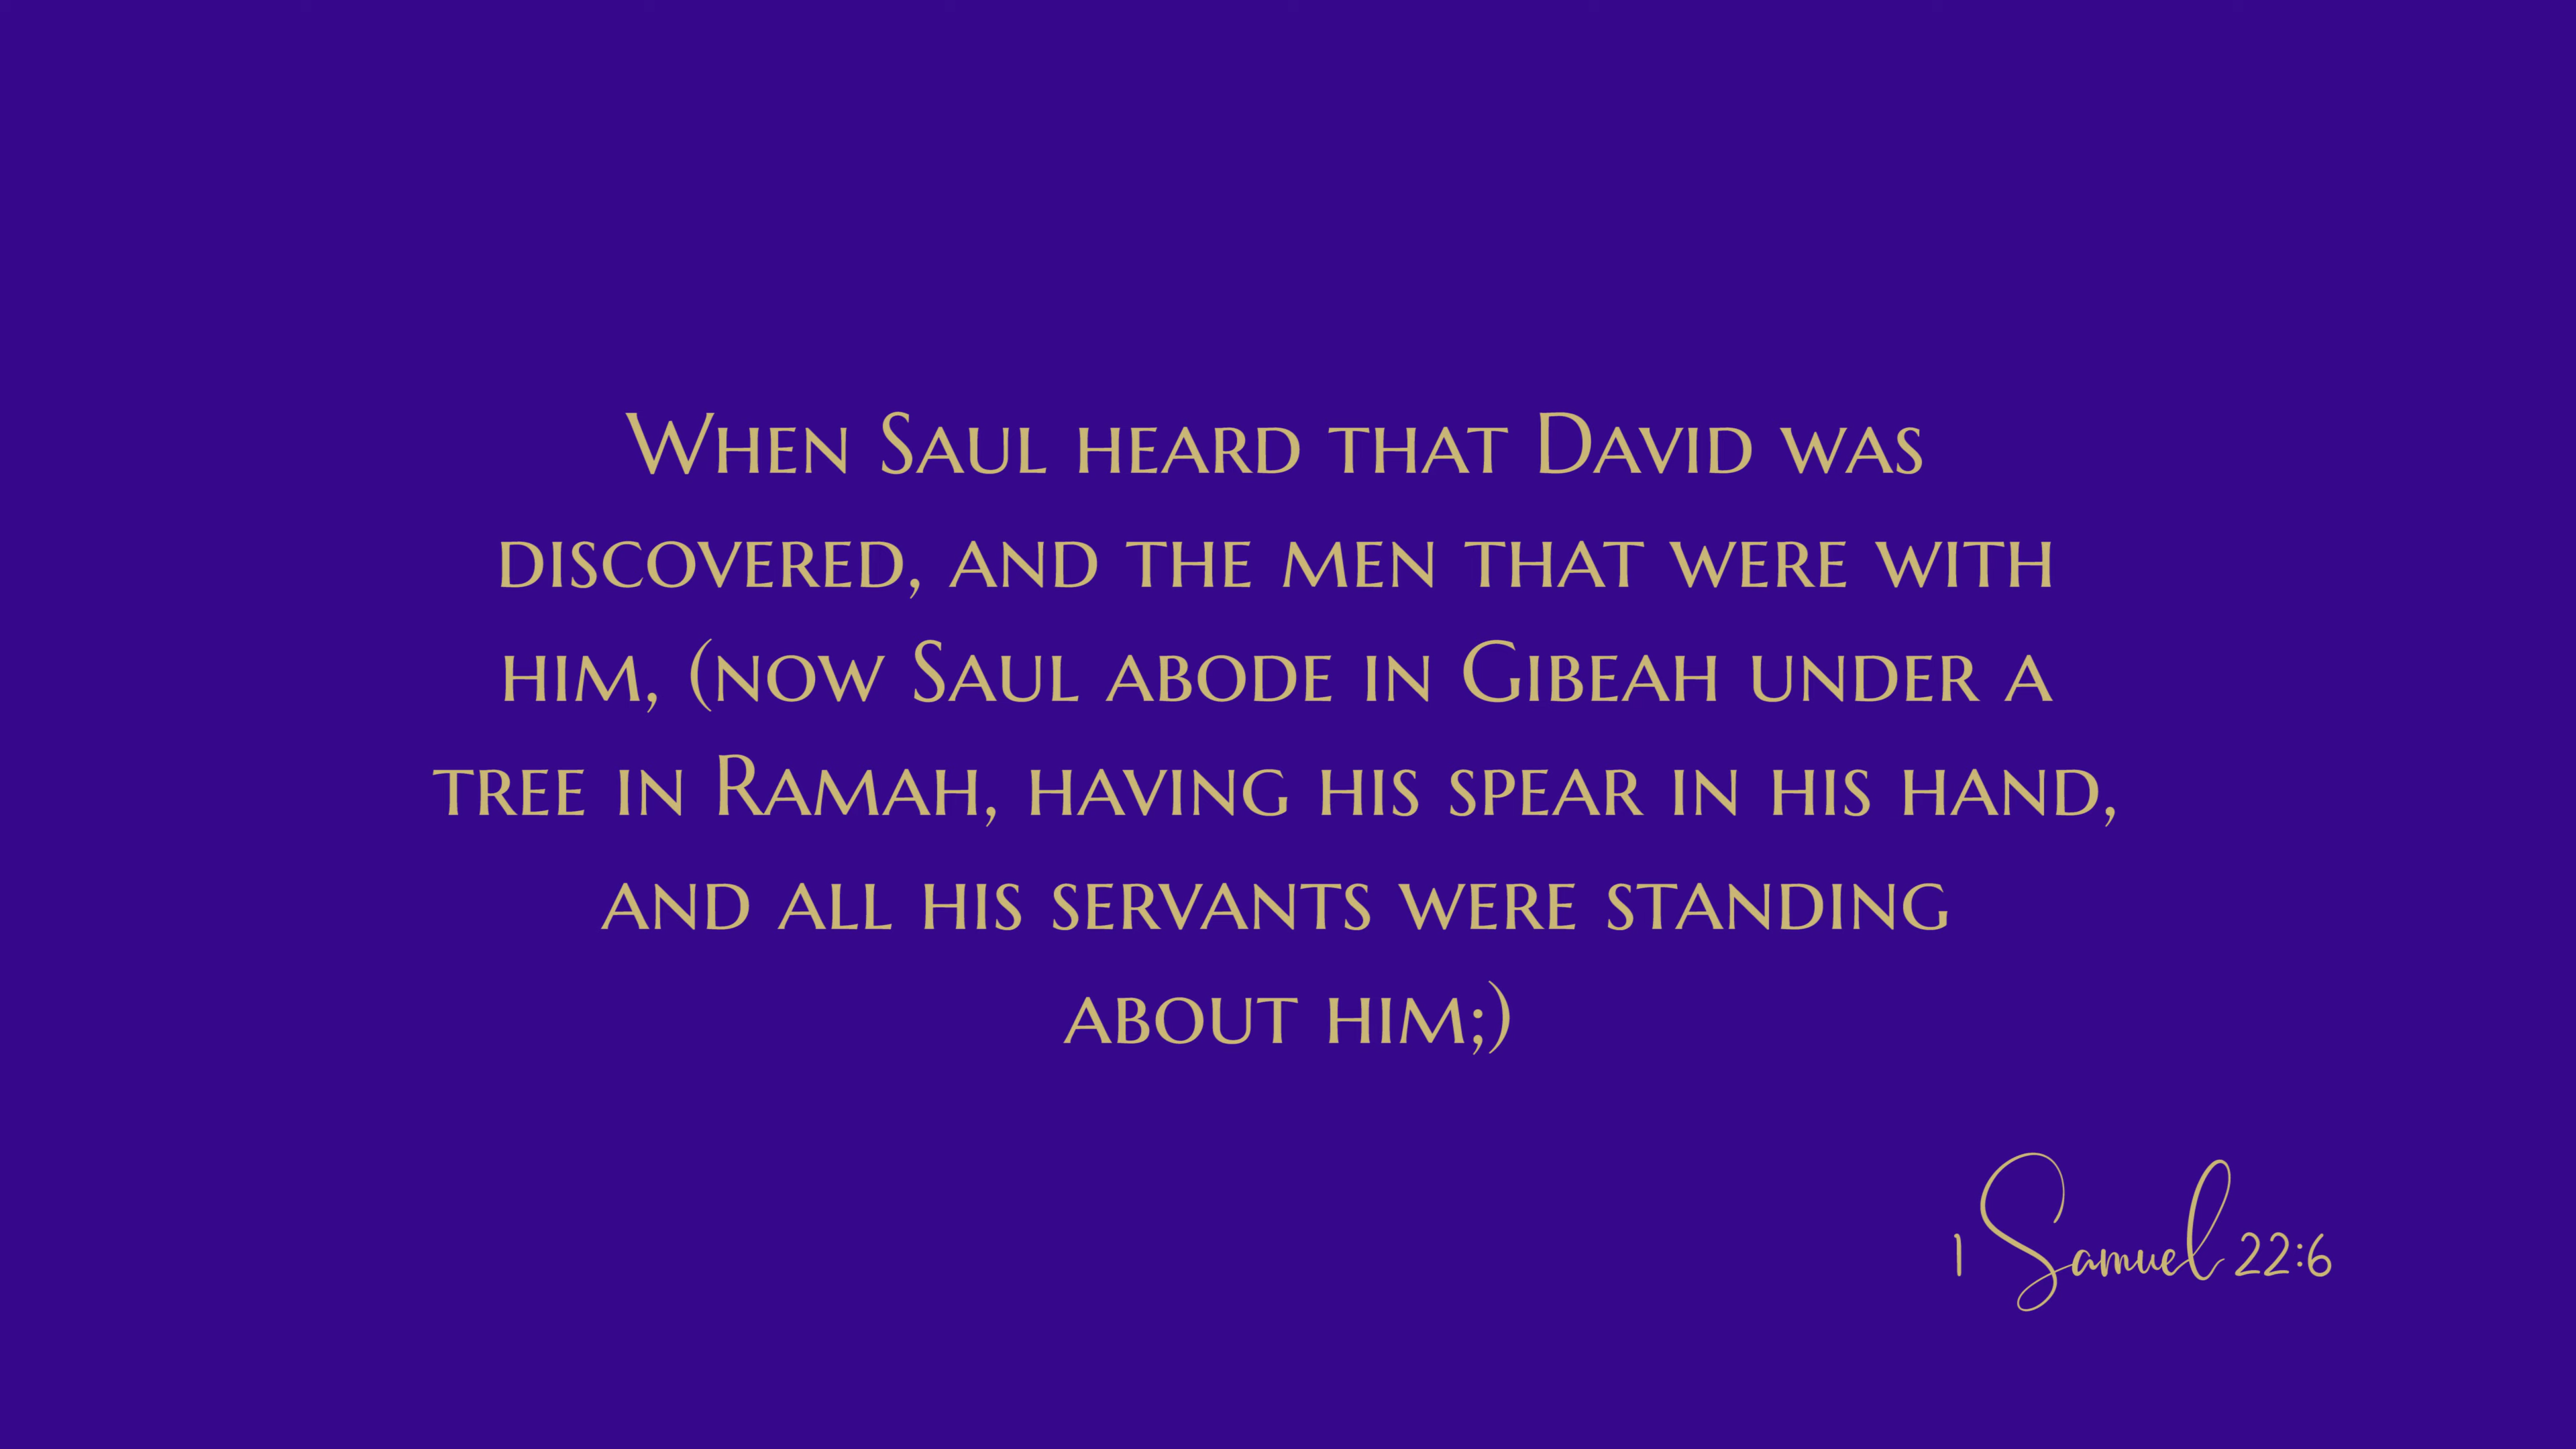 When Saul heard that David was
discovered, and the men that were with
him, (now Saul abode in Gibeah under a
tree in Ramah, having his spear in his hand,
and all his servants were standing
about him;)
1 Samuel 22:6